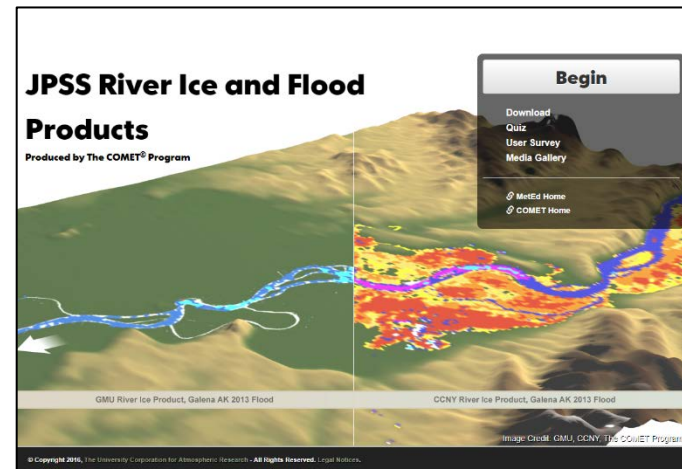 JPSS River Ice and Flood
Products
Produced by The COMET® Program
Begin
Download
Quiz
User Survey
Media Gallery
MetEd Home
COMET Home
GMU River Ice Product, Galena AK 2013 Flood
CCNY River Ice Product, Galena AK 2013 Flood
Image Credit: GMU, CCNY, The COMET Program
© Copyright 2016, The University Corporation for Atmospheric Research - All Rights Reserved. Legal Notices.